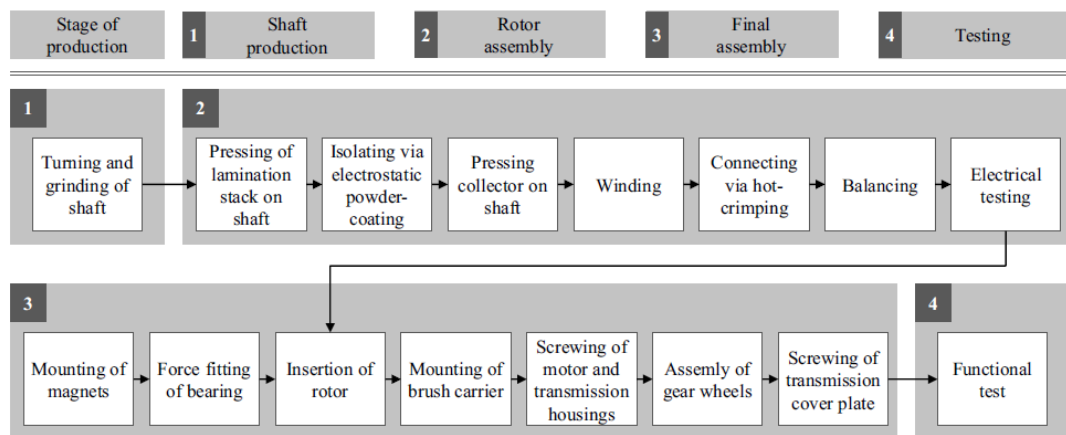 Stage of
production
1
Shaft
production
2
Rotor
assembly
3
Final
assembly
4
Testing
1
Turning and
grinding of
shaft
2
Pressing of
lamination
stack on
shaft
Isolating via
electrostatic
powder-
coating
Pressing
collector on
shaft
Winding
Connecting
via hot-
crimping
Balancing
Electrical
testing
3
Mounting of
magnets
Force fitting
of bearing
Insertion of
rotor
Mounting of
brush carrier
Screwing of
motor and
transmission
housings
Assemly of
gear wheels
Screwing of
transmission
cover plate
4
Functional
test